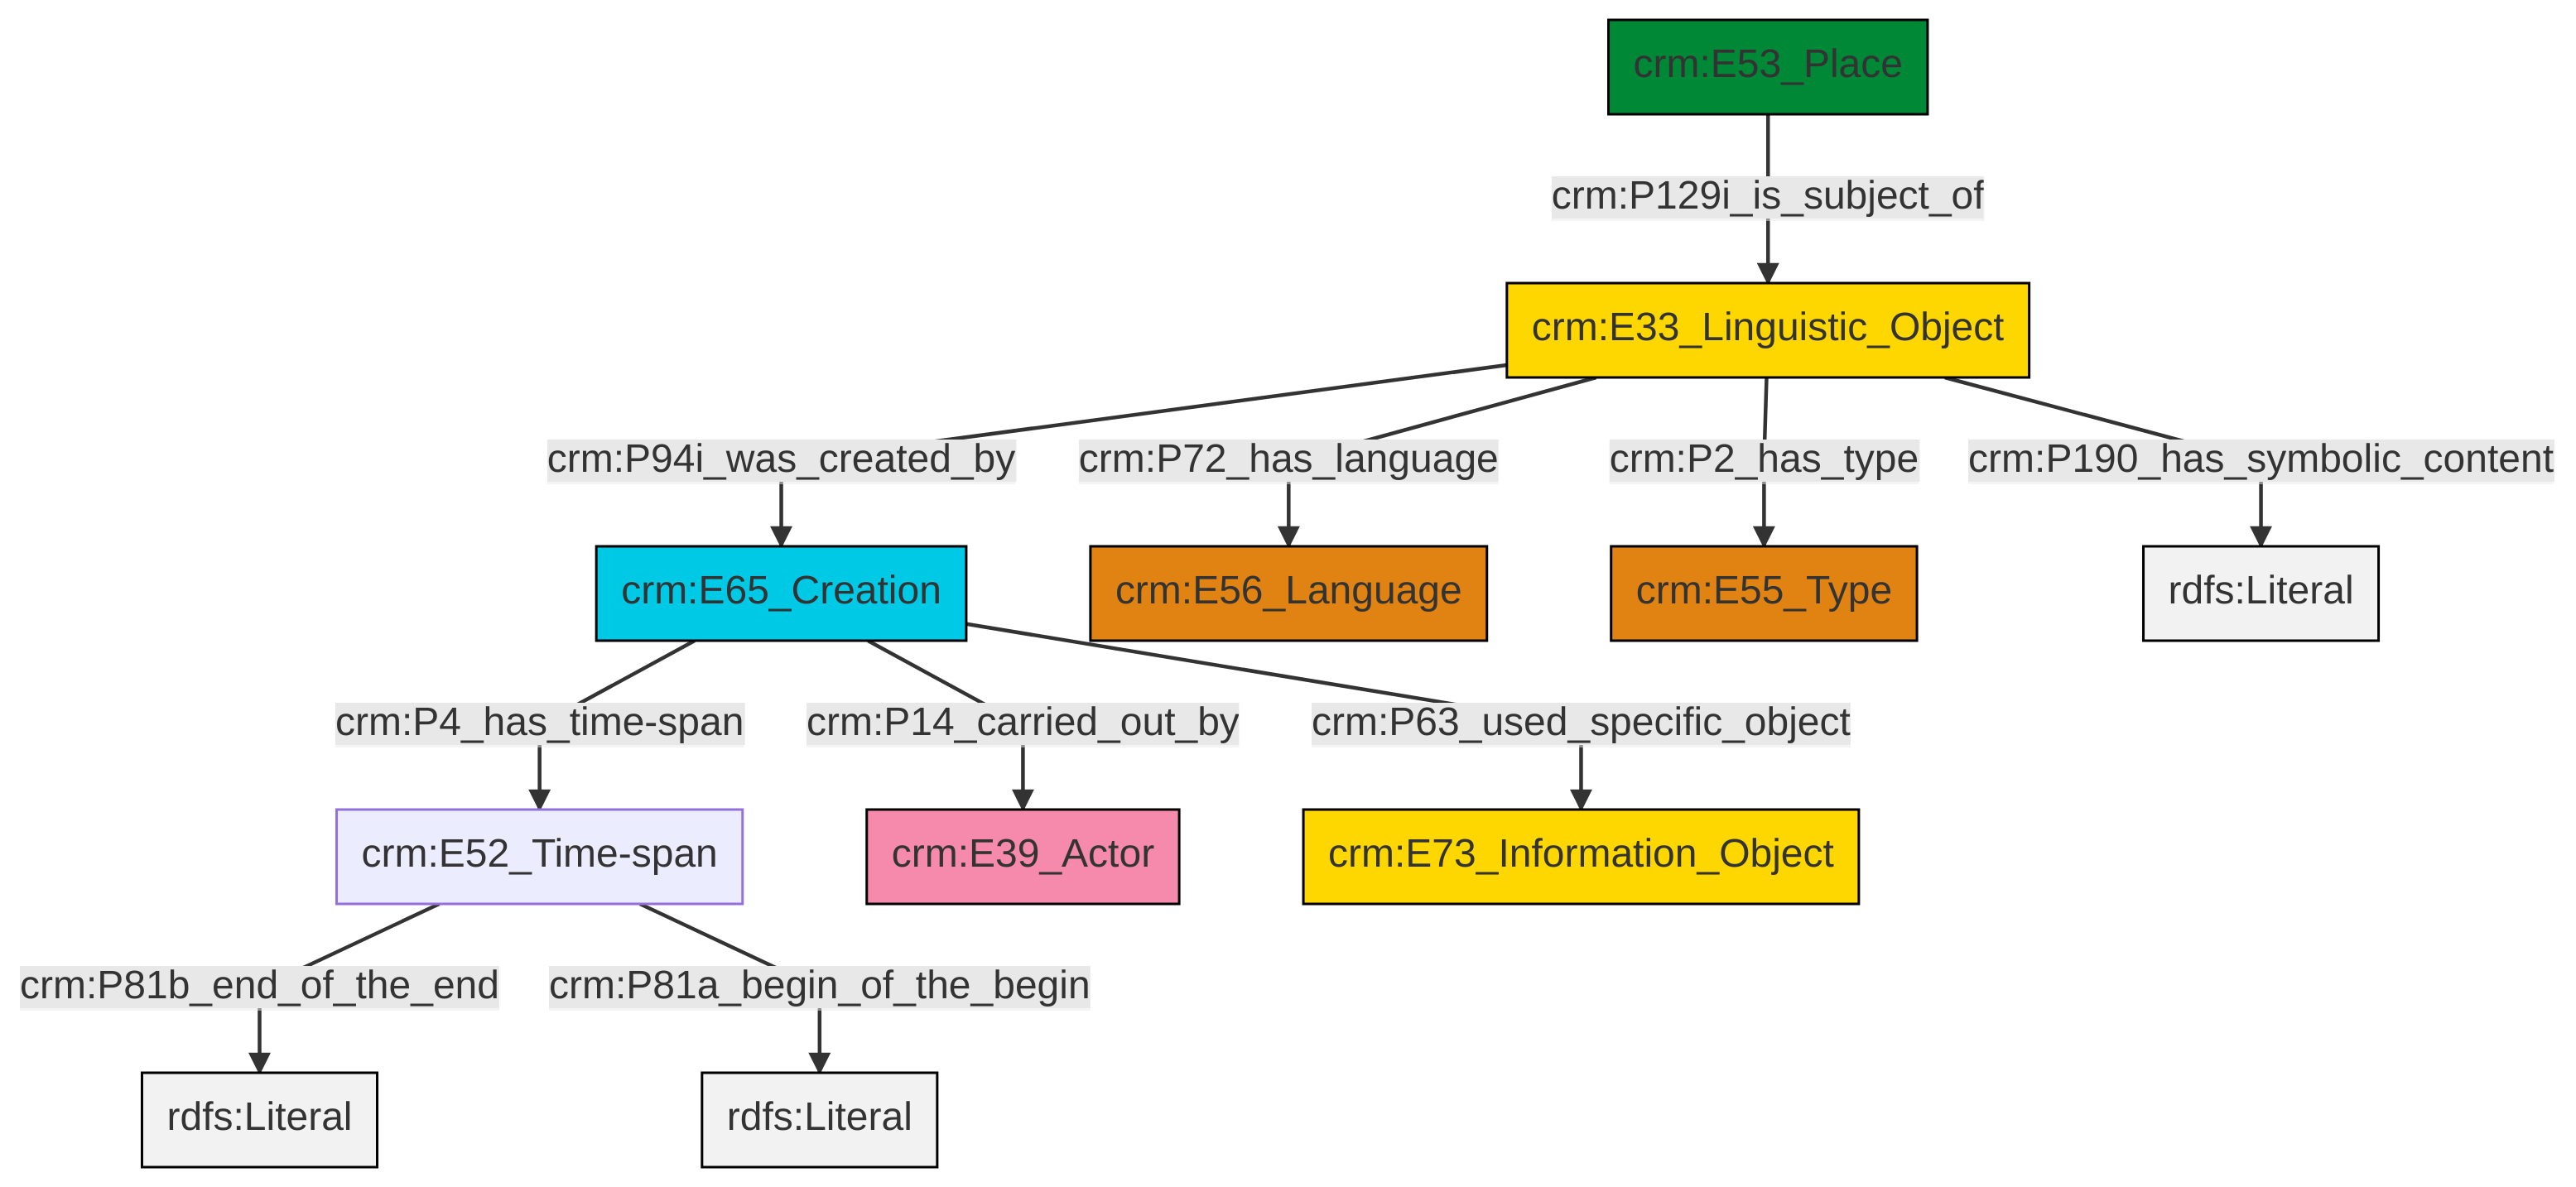 crm:E53_Place
crm:P129i_is_subject_of
crm:E33_Linguistic_Object
crm:P94i_was_created_by
crm:P72_has_language
crm:P2_has_type
crm:P190_has_symbolic_content
crm:E65_Creation
crm:E56_Language
crm:E55_Type
rdfs:Literal
crm:P4_has_time-span
crm:P14_carried_out_by
crm:P63_used_specific_object
crm:E52_Time-span
crm:E39_Actor
crm:E73_Information_Object
crm:P81b_end_of_the_end
crm:P81a_begin_of_the_begin
rdfs:Literal
rdfs:Literal